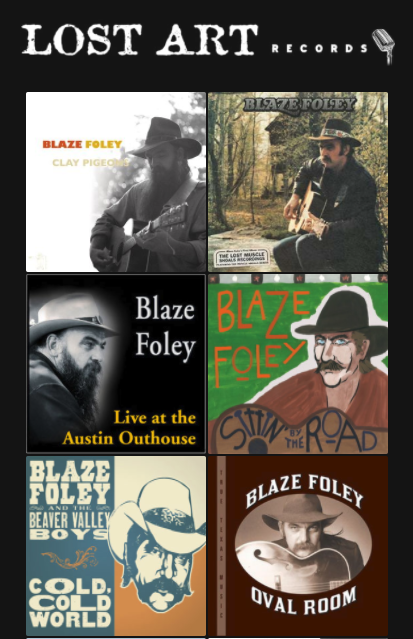 LOST ART RECORDS
BLAZE FOLEY
CLAY PIGEONS
BLAZE FOLEY
THE LOST MUSCLE
SHOALS RECORDINGS
Blaze
Foley
Live at the
Austin Outhouse
BLAZE
FOLEY
SITTIN' BY THE ROAD
BLAZE
FOLEY
AND THE
BEAVER VALLEY
BOYS
COLD,
COLD
WORLD
BLAZE FOLEY
OVAL ROOM